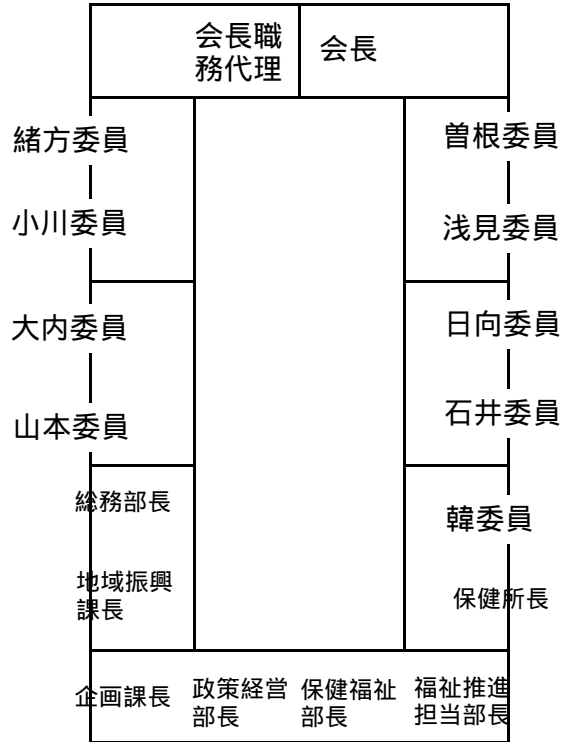 会長職
務代理
会長
緒方委員
曽根委員
小川委員
浅見委員
大内委員
日向委員
山本委員
石井委員
総務部長
韓委員
地域振興
課長
保健所長
企画課長
政策経営
部長
保健福祉
部長
福祉推進
担当部長